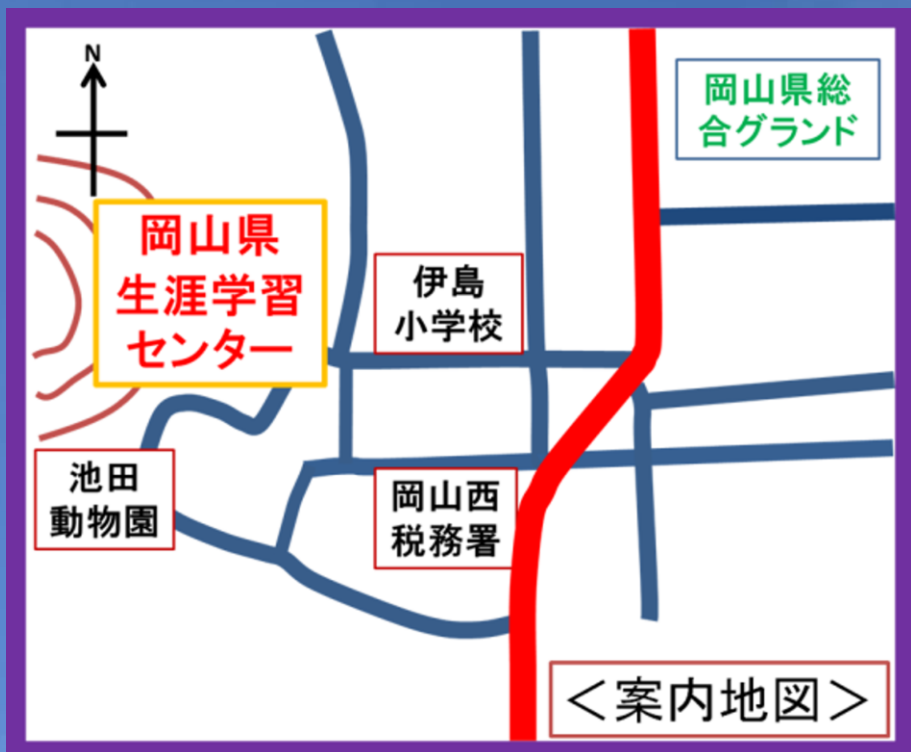 N
岡山県総
合グランド
岡山県
生涯学習
センター
伊島
小学校
池田
動物園
岡山西
税務署
＜案内地図＞